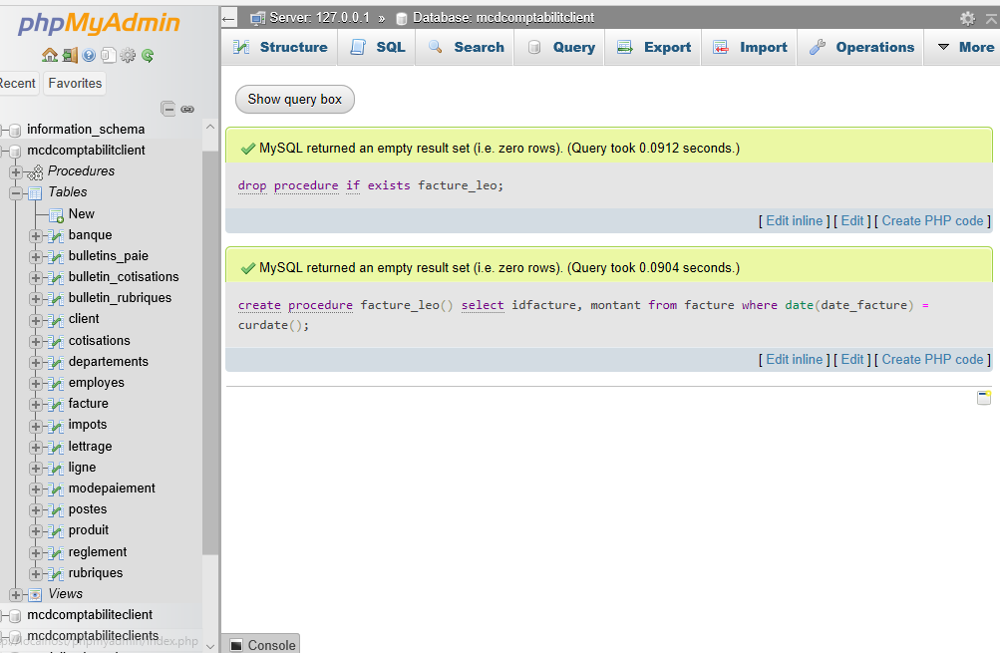 phpMyAdmin
Recent Favorites
information_schema
mcdcomptabilitclient
Procedures
Tables
New
banque
bulletins_paie
bulletin_cotisations
bulletin_rubriques
client
cotisations
departements
employes
facture
impots
lettrage
ligne
modepaiement
postes
produit
reglement
rubriques
Views
mcdcomptabiliteclient
mcdcomptabiliteclients
Server: 127.0.0.1 » Database: mcdcomptabilitclient
Structure SQL Search Query Export Import Operations More
Show query box
MySQL returned an empty result set (i.e. zero rows). (Query took 0.0912 seconds.)
drop procedure if exists facture_leo;
[ Edit inline ] [ Edit ] [ Create PHP code ]
MySQL returned an empty result set (i.e. zero rows). (Query took 0.0904 seconds.)
create procedure facture_leo() select idfacture, montant from facture where date(date_facture) =
curdate();
[ Edit inline ] [ Edit ] [ Create PHP code ]
Console